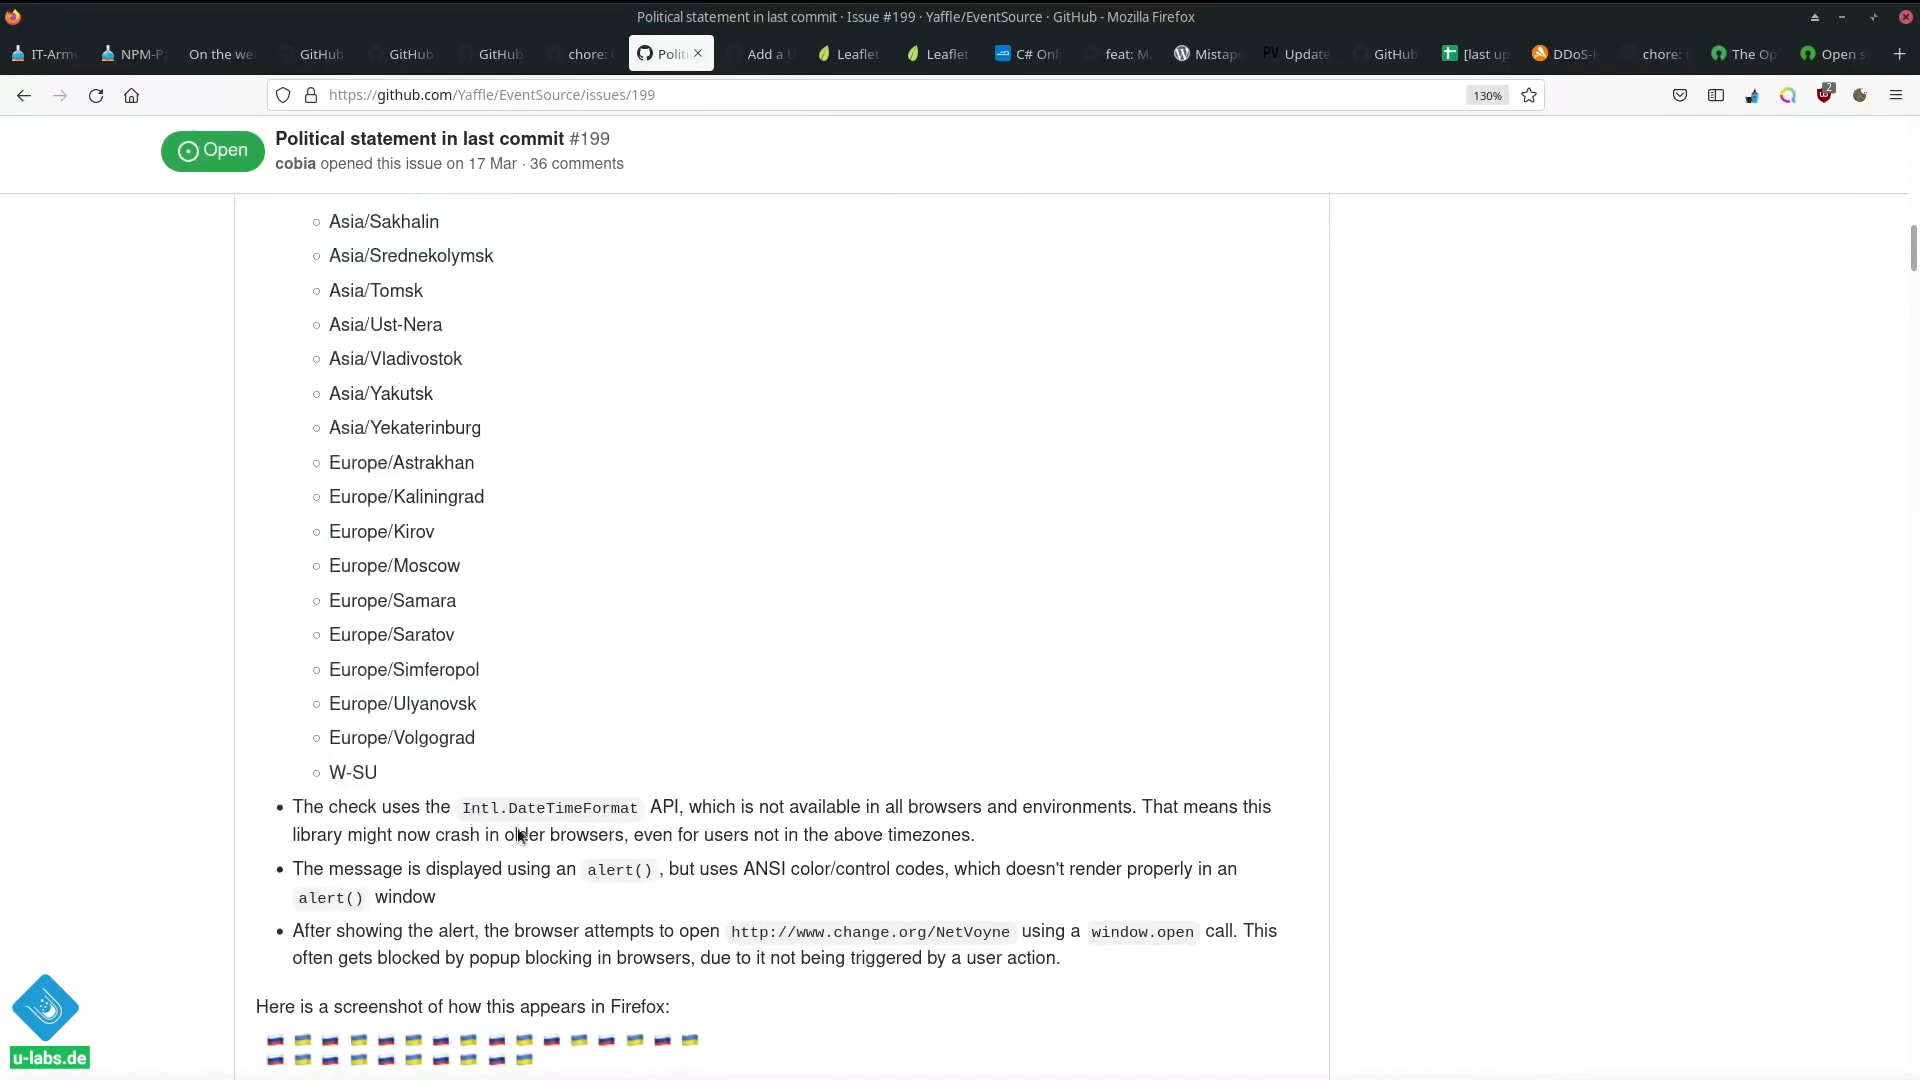 Political statement in last commit · Issue #199 · Yaffle/EventSource · GitHub - Mozilla Firefox
IT-Arm NPM-P On the we GitHub GitHub GitHub chore: Polit Add a U Leaflet Leaflet C# Onl feat: M Mistap PV Update GitHub [last up DDoS-H chore: The Op Open s
https://github.com/Yaffle/EventSource/issues/199 130% 2
Open
Political statement in last commit #199
cobia opened this issue on 17 Mar · 36 comments
Asia/Sakhalin
Asia/Srednekolymsk
Asia/Tomsk
Asia/Ust-Nera
Asia/Vladivostok
Asia/Yakutsk
Asia/Yekaterinburg
Europe/Astrakhan
Europe/Kaliningrad
Europe/Kirov
Europe/Moscow
Europe/Samara
Europe/Saratov
Europe/Simferopol
Europe/Ulyanovsk
Europe/Volgograd
W-SU
The check uses the Intl.DateTimeFormat API, which is not available in all browsers and environments. That means this
library might now crash in older browsers, even for users not in the above timezones.
The message is displayed using an alert() , but uses ANSI color/control codes, which doesn't render properly in an
alert() window
After showing the alert, the browser attempts to open http://www.change.org/NetVoyne using a window.open call. This
often gets blocked by popup blocking in browsers, due to it not being triggered by a user action.
Here is a screenshot of how this appears in Firefox:
u-labs.de